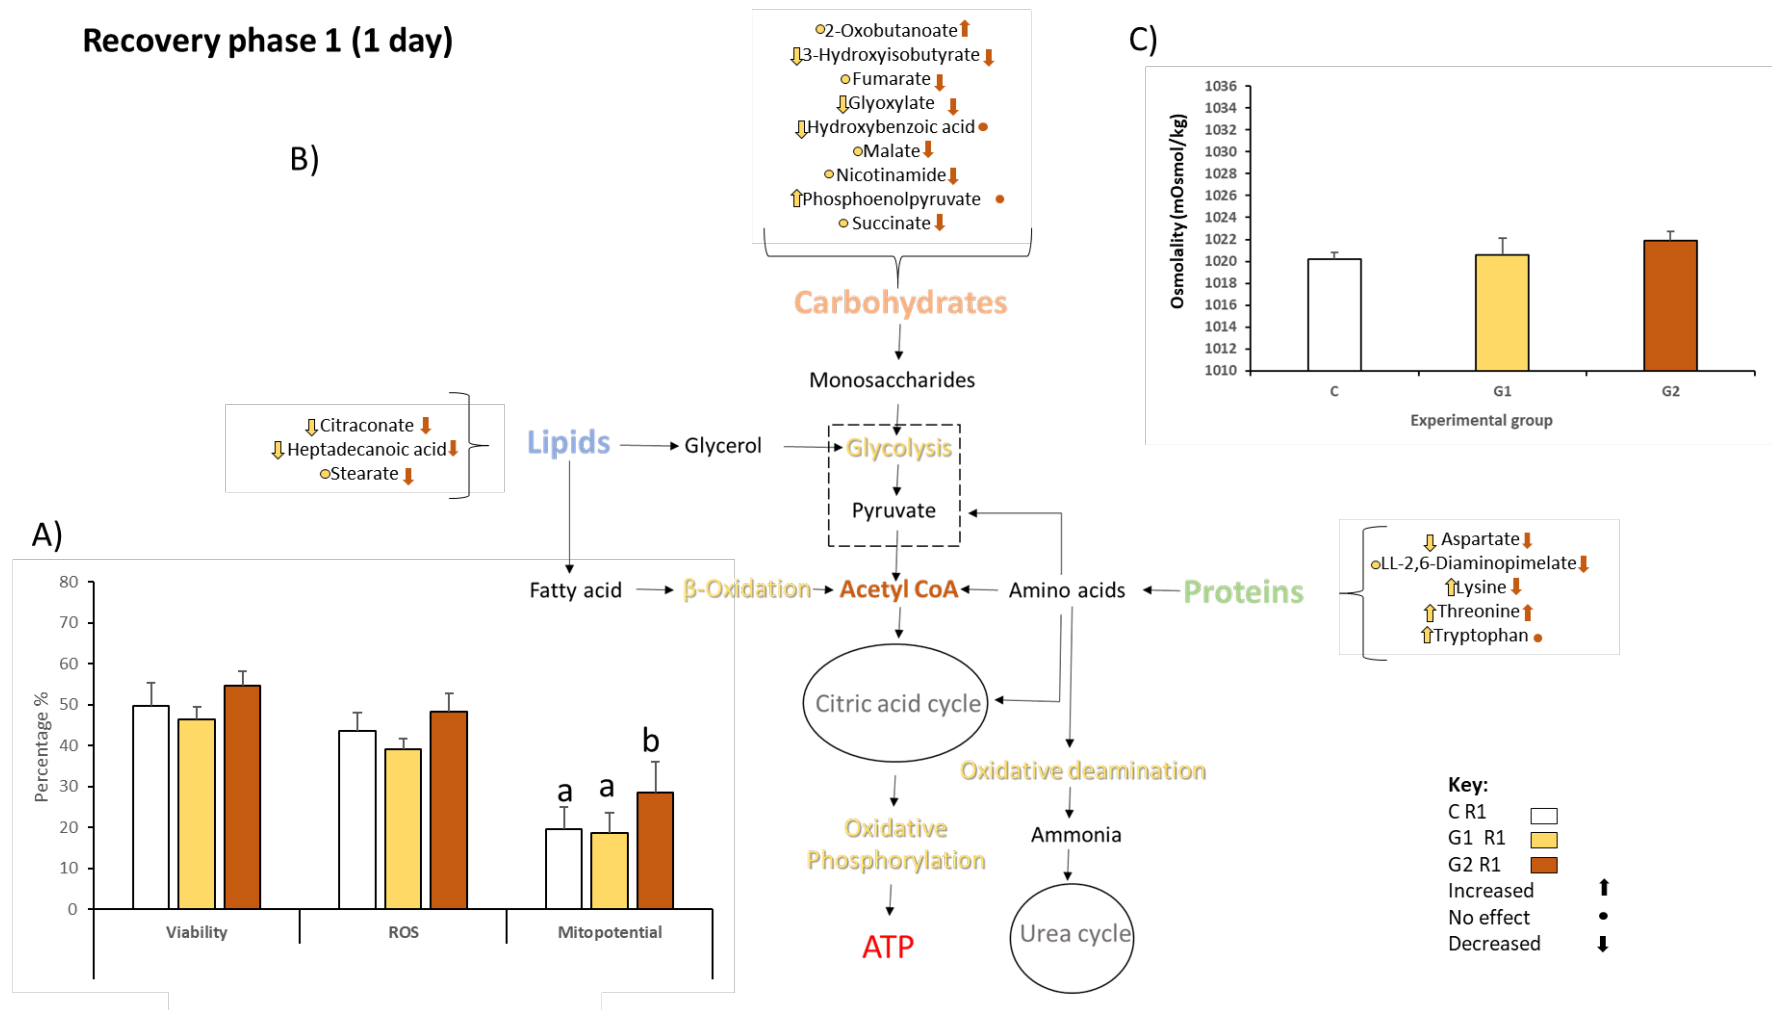 Recovery phase 1 (1 day)
B)
2-Oxobutanoate
3-Hydroxyisobutyrate
Fumarate
Glyoxylate
Hydroxybenzoic acid
Malate
Nicotinamide
Phosphoenolpyruvate
Succinate
Carbohydrates
Monosaccharides
Citraconate
Heptadecanoic acid
Stearate
Lipids
Glycerol
Glycolysis
Pyruvate
Fatty acid
β-Oxidation
Acetyl CoA
Amino acids
Proteins
Aspartate
LL-2,6-Diaminopimelate
Lysine
Threonine
Tryptophan
Citric acid cycle
Oxidative deamination
Oxidative
Phosphorylation
Ammonia
ATP
Urea cycle
C)
Osmolality (mOsmol/kg)
1036
1034
1032
1030
1028
1026
1024
1022
1020
1018
1016
1014
1012
1010
C G1 G2
Experimental group
A)
Percentage %
80
70
60
50
40
30
20
10
0
a a b
Viability ROS Mitopotential
Key:
C R1
G1 R1
G2 R1
Increased
No effect
Decreased